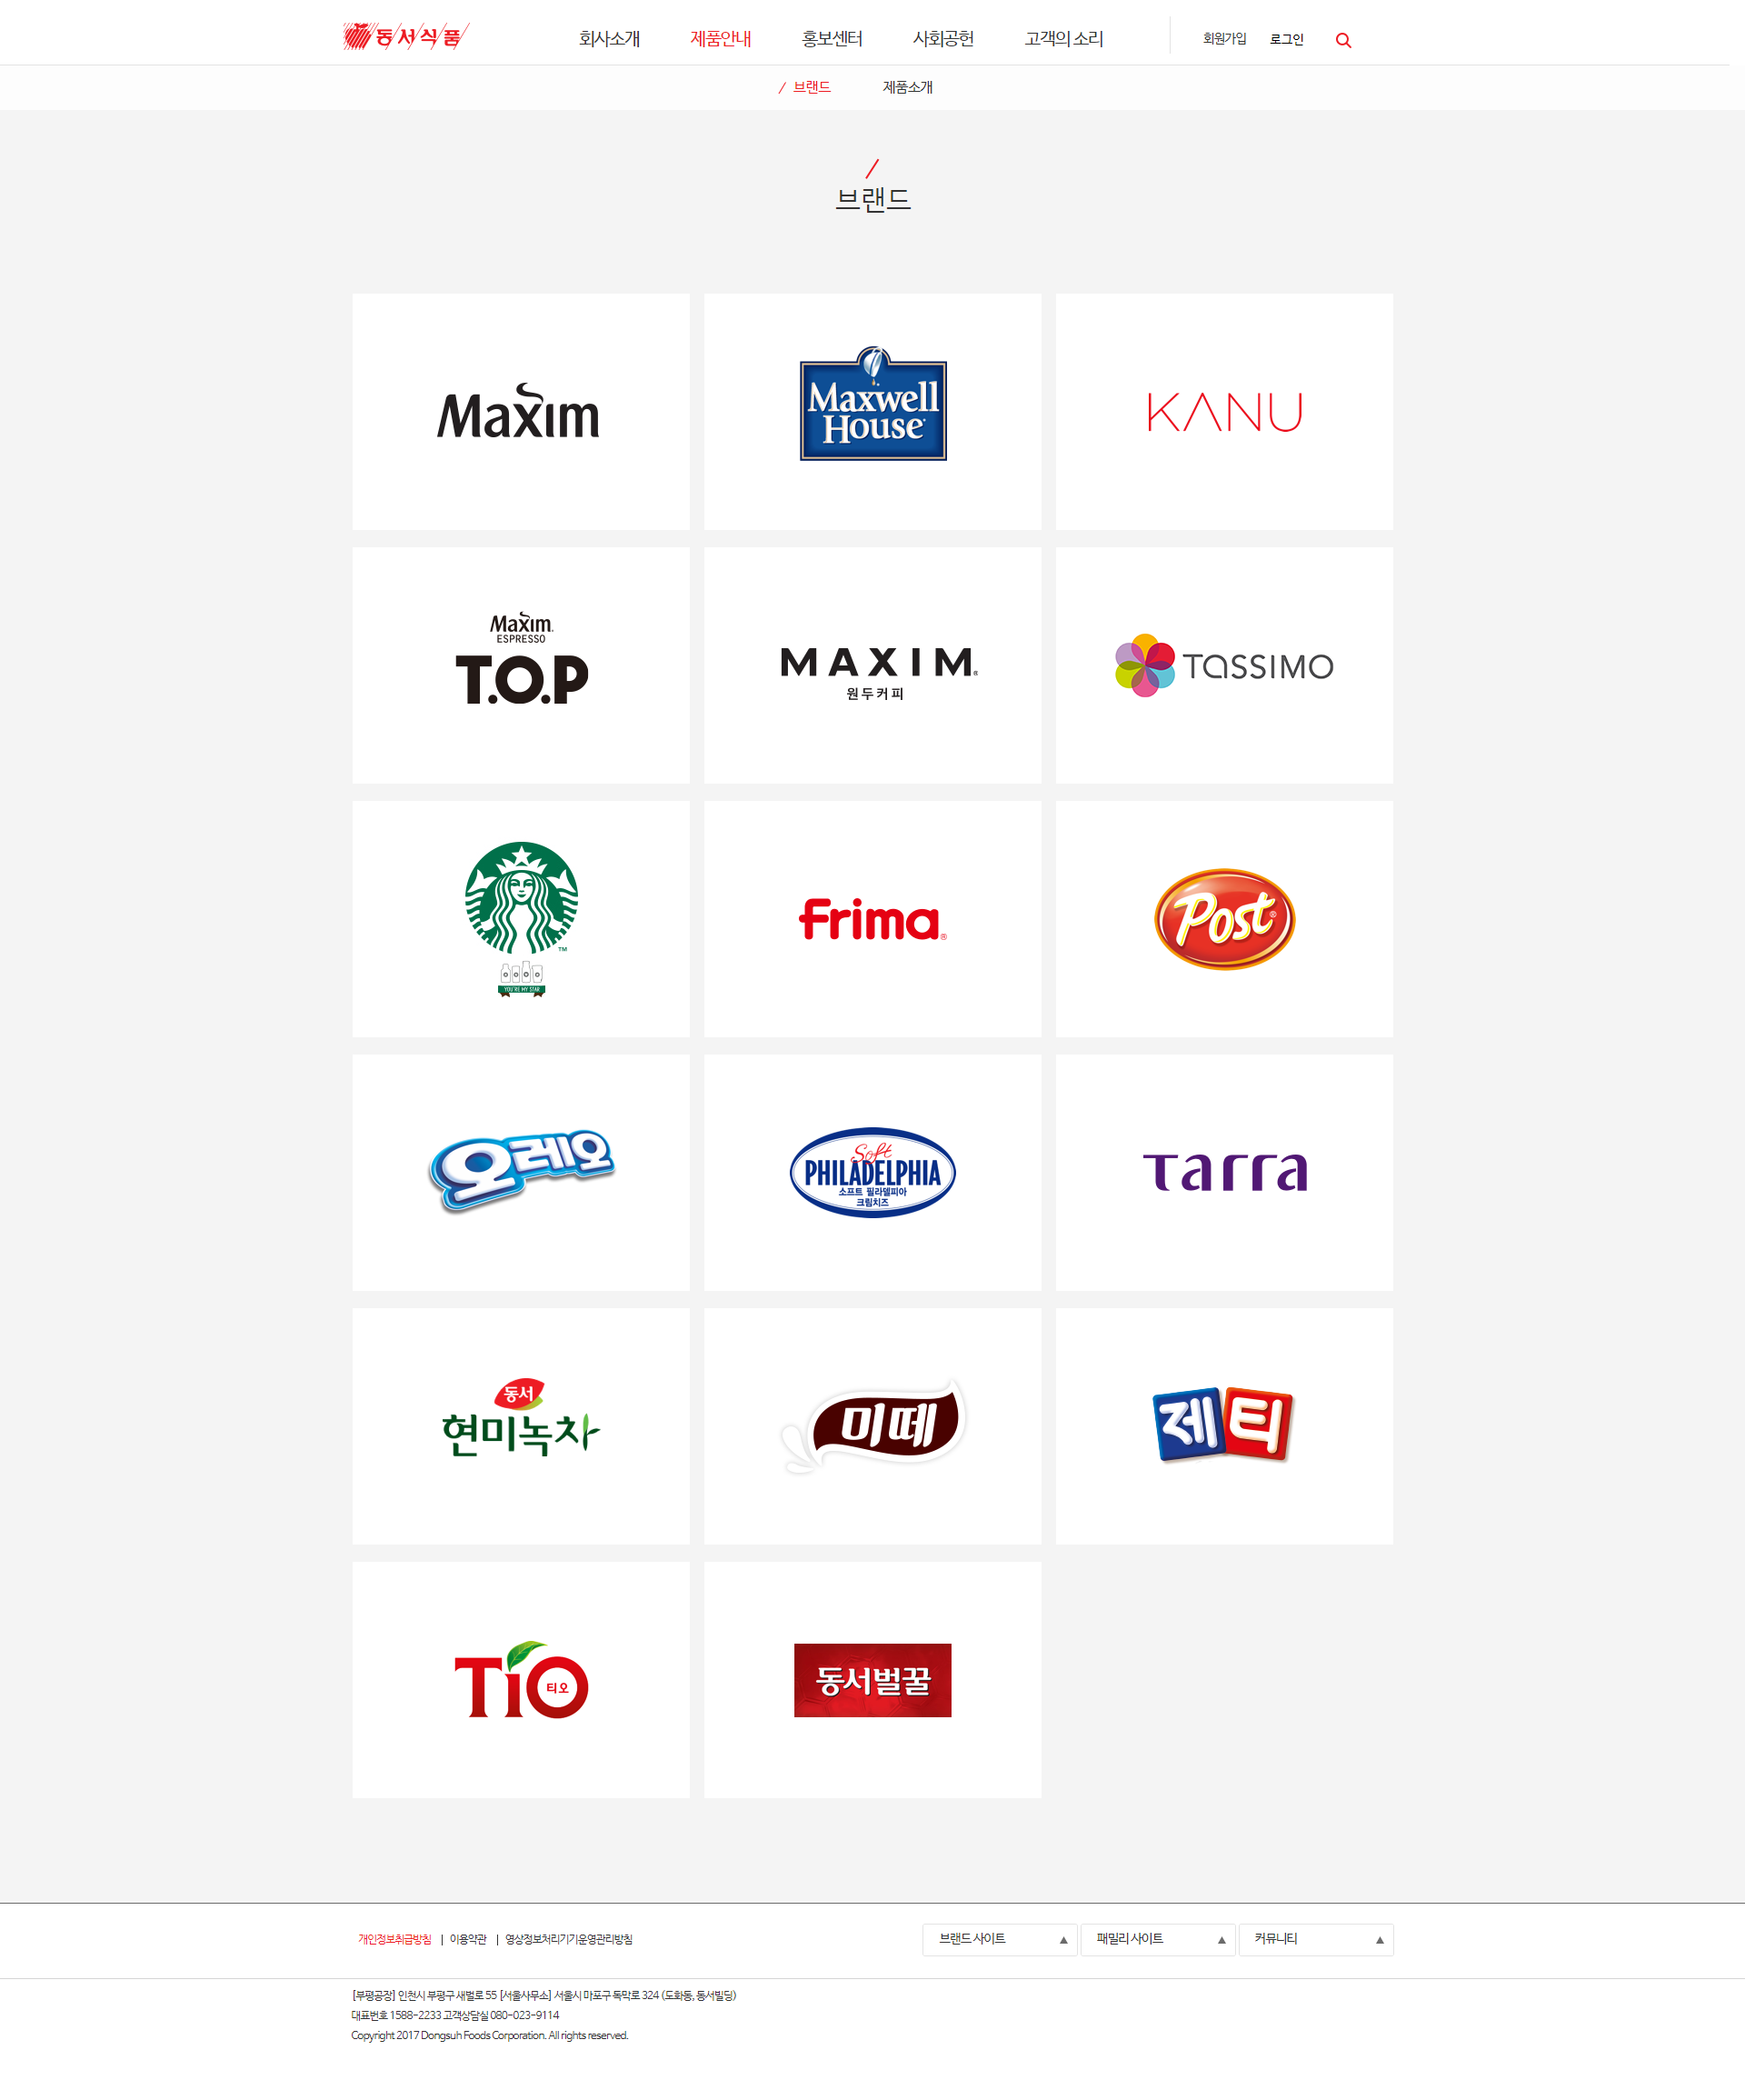 동서식품
회사소개 제품안내 홍보센터 사회공헌 고객의 소리 회원가입 로그인
/ 브랜드 제품소개
/
브랜드
Maxim
Maxwell
House
KANU
Maxim
ESPRESSO
T.O.P
MAXIM®
원두커피
TASSIMO
TM
YOU'RE MY STAR
Frima®
Post®
오레오
Soft
PHILADELPHIA
소프트 필라델피아
크림치즈
tarra
동서
현미녹차
미떼
제티
TiO
티오
동서벌꿀
개인정보취급방침 | 이용약관 | 영상정보처리기기운영관리방침
브랜드 사이트 ▲ 패밀리 사이트 ▲ 커뮤니티 ▲
[부평공장] 인천시 부평구 새벌로 55 [서울사무소] 서울시 마포구 독막로 324 (도화동, 동서빌딩)
대표번호 1588-2233 고객상담실 080-023-9114
Copyright 2017 Dongsuh Foods Corporation. All rights reserved.